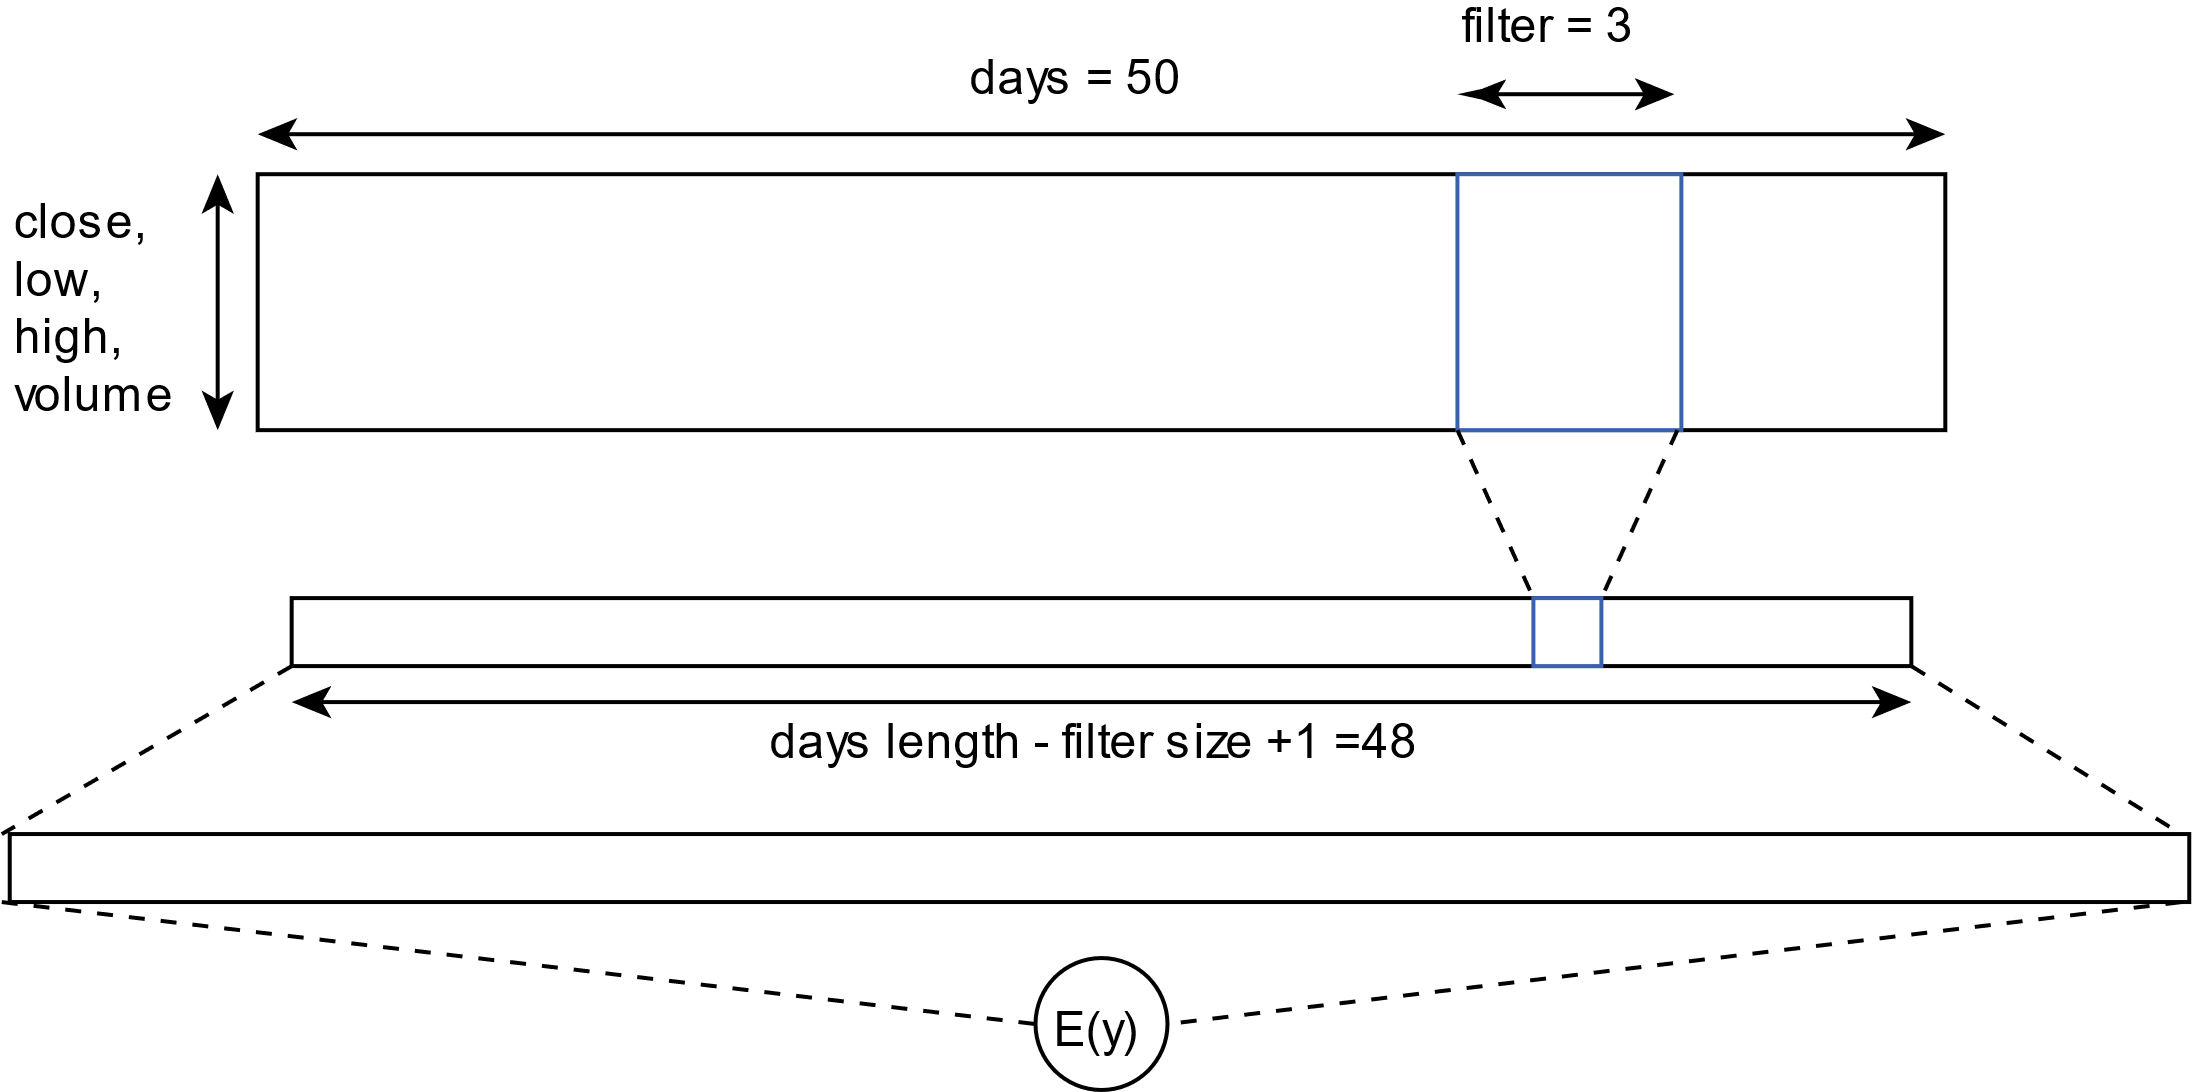 filter = 3
days = 50
close,
low,
high,
volume
days length - filter size +1 =48
E(y)